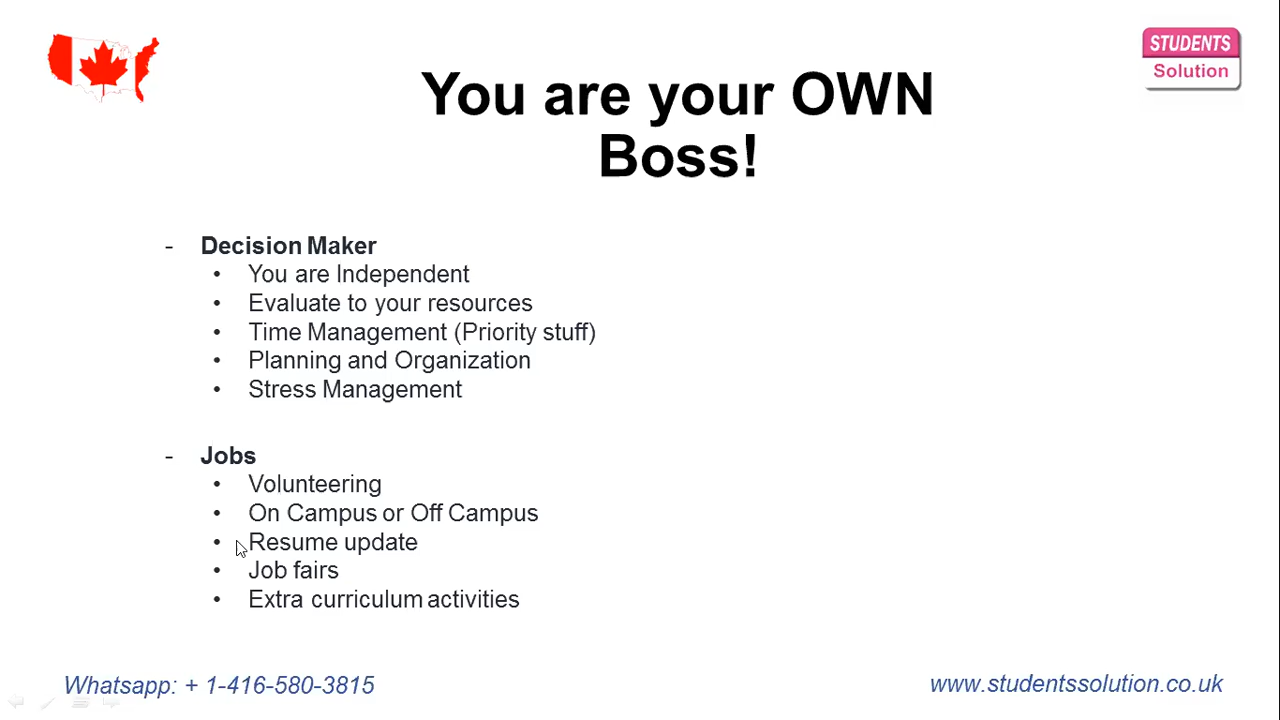 STUDENTS
Solution
You are your OWN
Boss!
- Decision Maker
• You are Independent
• Evaluate to your resources
• Time Management (Priority stuff)
• Planning and Organization
• Stress Management
- Jobs
• Volunteering
• On Campus or Off Campus
• Resume update
• Job fairs
• Extra curriculum activities
Whatsapp: + 1-416-580-3815
www.studentssolution.co.uk